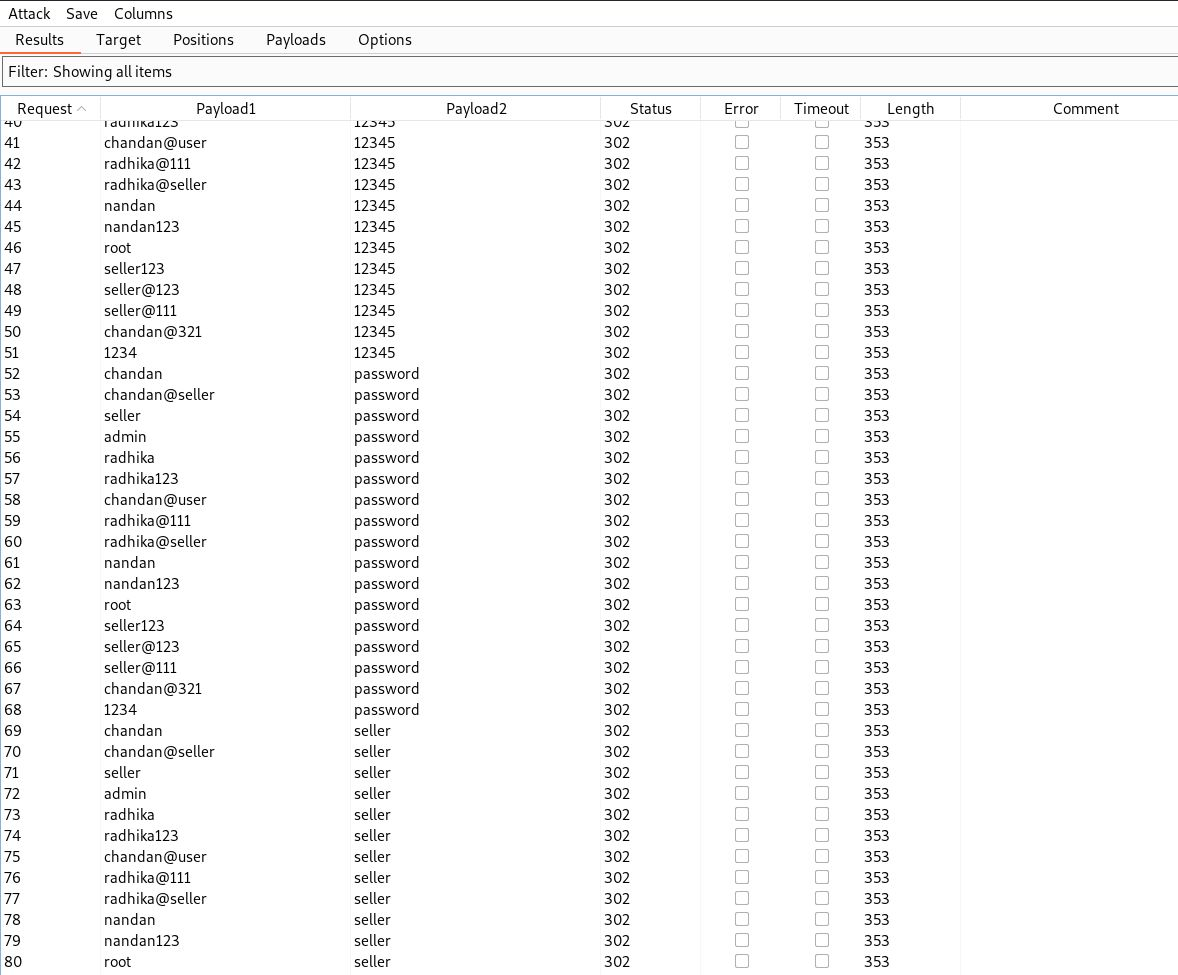 Attack Save Columns
Results Target Positions Payloads Options
Filter: Showing all items
Request Payload1 Payload2 Status Error Timeout Length Comment
40 radhika123 12345 302 353
41 chandan@user 12345 302 353
42 radhika@111 12345 302 353
43 radhika@seller 12345 302 353
44 nandan 12345 302 353
45 nandan123 12345 302 353
46 root 12345 302 353
47 seller123 12345 302 353
48 seller@123 12345 302 353
49 seller@111 12345 302 353
50 chandan@321 12345 302 353
51 1234 12345 302 353
52 chandan password 302 353
53 chandan@seller password 302 353
54 seller password 302 353
55 admin password 302 353
56 radhika password 302 353
57 radhika123 password 302 353
58 chandan@user password 302 353
59 radhika@111 password 302 353
60 radhika@seller password 302 353
61 nandan password 302 353
62 nandan123 password 302 353
63 root password 302 353
64 seller123 password 302 353
65 seller@123 password 302 353
66 seller@111 password 302 353
67 chandan@321 password 302 353
68 1234 password 302 353
69 chandan seller 302 353
70 chandan@seller seller 302 353
71 seller seller 302 353
72 admin seller 302 353
73 radhika seller 302 353
74 radhika123 seller 302 353
75 chandan@user seller 302 353
76 radhika@111 seller 302 353
77 radhika@seller seller 302 353
78 nandan seller 302 353
79 nandan123 seller 302 353
80 root seller 302 353